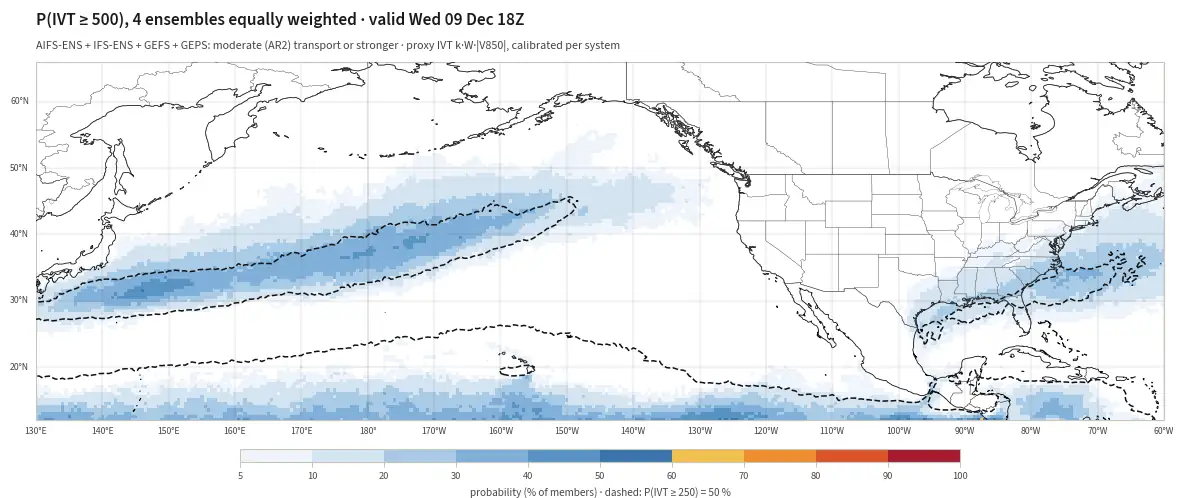 P(IVT ≥ 500), 4 ensembles equally weighted · valid Wed 09 Dec 18Z
AIFS-ENS + IFS-ENS + GEFS + GEPS: moderate (AR2) transport or stronger · proxy IVT k·W·|V850|, calibrated per system
60°N
50°N
40°N
30°N
20°N
130°E 140°E 150°E 160°E 170°E 180° 170°W 160°W 150°W 140°W 130°W 120°W 110°W 100°W 90°W 80°W 70°W 60°W
5 10 20 30 40 50 60 70 80 90 100
probability (% of members) · dashed: P(IVT ≥ 250) = 50 %